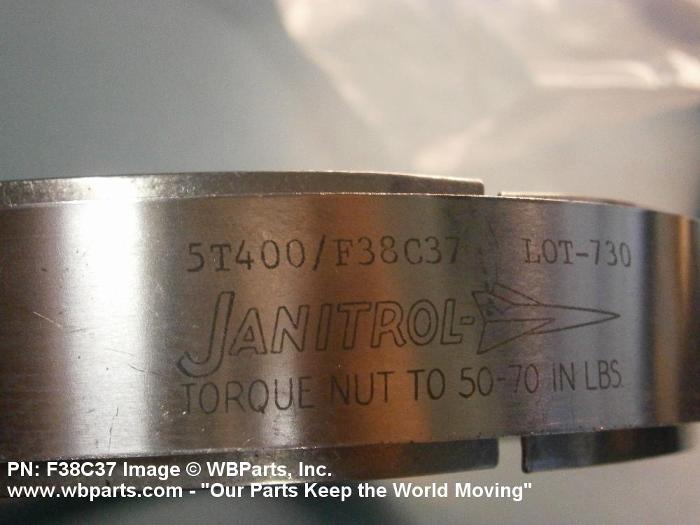 5T400/F38C37 LOT-730
JANITROL-
TORQUE NUT TO 50-70 IN LBS.
PN: F38C37 Image © WBParts, Inc.
www.wbparts.com - "Our Parts Keep the World Moving"